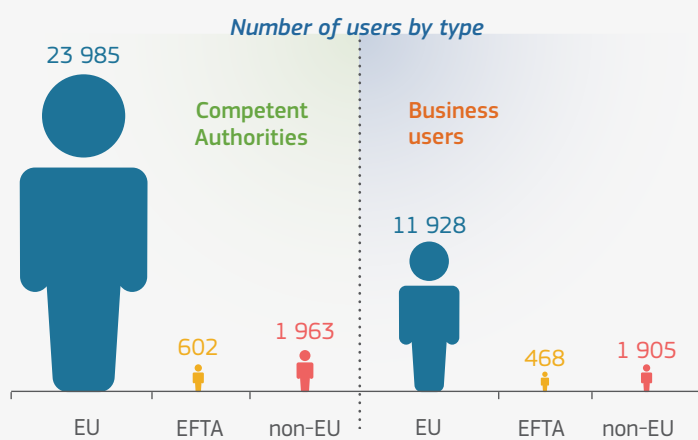 Number of users by type
23 985
Competent
Authorities
602
1 963
EU
EFTA
non-EU
Business
users
11 928
468
1 905
EU
EFTA
non-EU